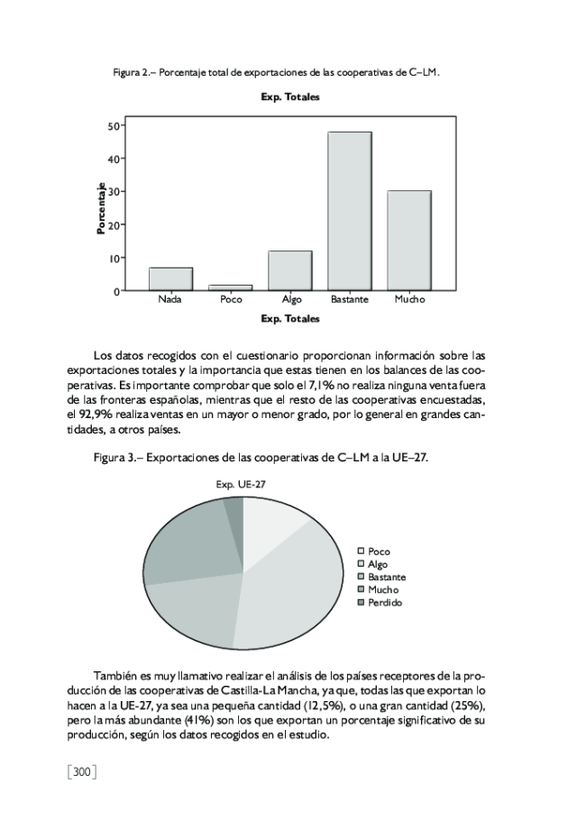 Figura 2.– Porcentaje total de exportaciones de las cooperativas de C–LM.
Exp. Totales
Porcentaje
50
40
30
20
10
0
Nada Poco Algo Bastante Mucho
Exp. Totales
Los datos recogidos con el cuestionario proporcionan información sobre las
exportaciones totales y la importancia que estas tienen en los balances de las coo-
perativas. Es importante comprobar que solo el 7,1% no realiza ninguna venta fuera
de las fronteras españolas, mientras que el resto de las cooperativas encuestadas,
el 92,9% realiza ventas en un mayor o menor grado, por lo general en grandes can-
tidades, a otros países.
Figura 3.– Exportaciones de las cooperativas de C–LM a la UE–27.
Exp. UE-27
Poco
Algo
Bastante
Mucho
Perdido
También es muy llamativo realizar el análisis de los países receptores de la pro-
ducción de las cooperativas de Castilla-La Mancha, ya que, todas las que exportan lo
hacen a la UE-27, ya sea una pequeña cantidad (12,5%), o una gran cantidad (25%),
pero la más abundante (41%) son los que exportan un porcentaje significativo de su
producción, según los datos recogidos en el estudio.
[300]